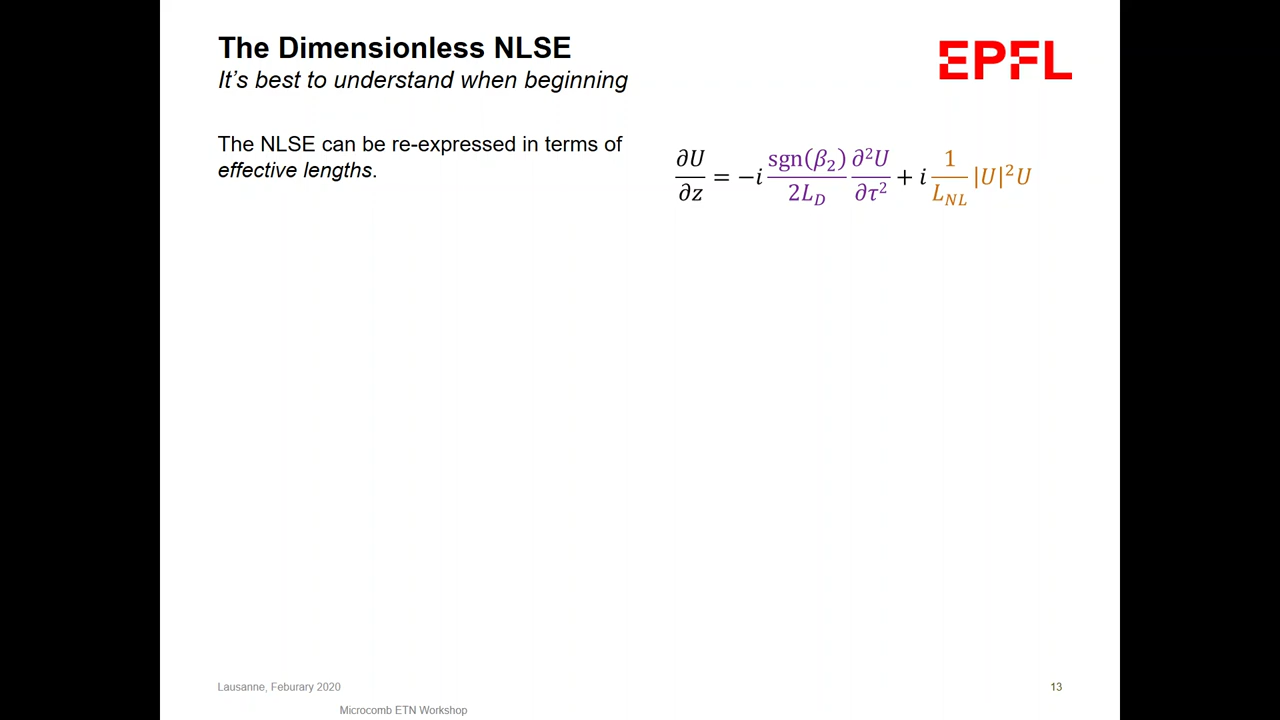 The Dimensionless NLSE
It's best to understand when beginning
EPFL
The NLSE can be re-expressed in terms of
effective lengths.
∂U/∂z = −i sgn(β₂)/2L_D ∂²U/∂τ² + i 1/L_NL |U|²U
Lausanne, Feburary 2020
13
Microcomb ETN Workshop